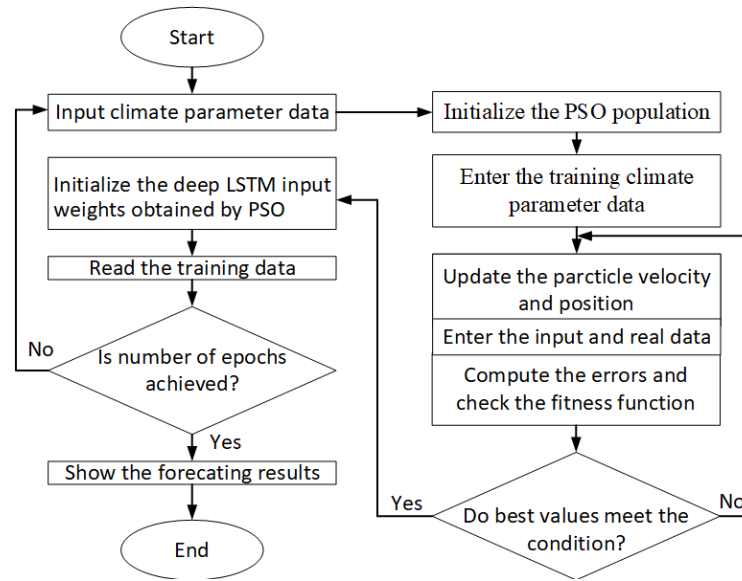 Start
Input climate parameter data
Initialize the deep LSTM input
weights obtained by PSO
Read the training data
No
Is number of epochs
achieved?
Yes
Show the forecating results
End
Initialize the PSO population
Enter the training climate
parameter data
Update the parcticle velocity
and position
Enter the input and real data
Compute the errors and
check the fitness function
Yes
Do best values meet the
condition?
No